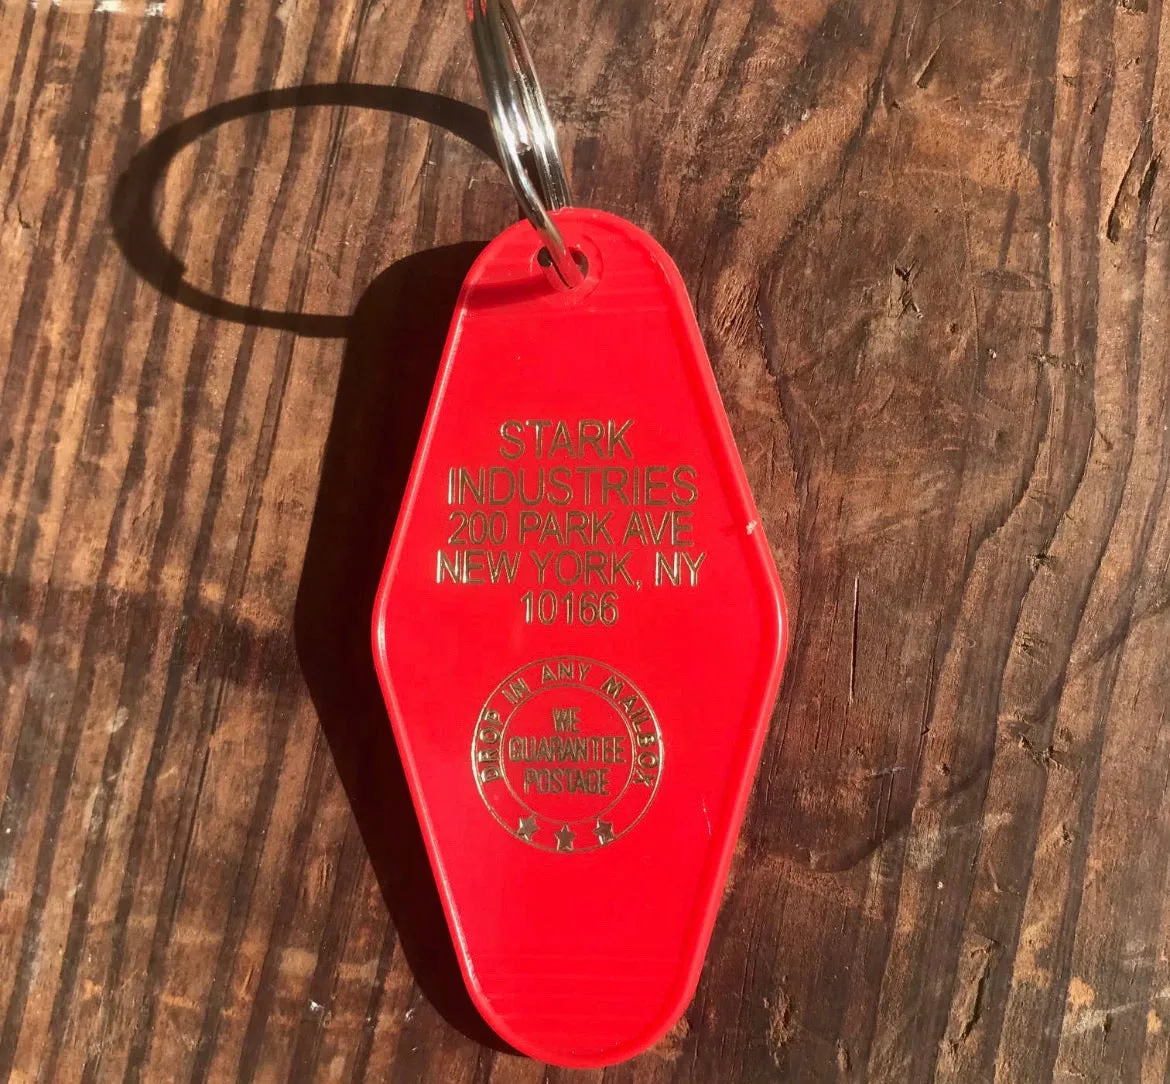 STARK
INDUSTRIES
200 PARK AVE
NEW YORK, NY
10166
DROP IN ANY MAILBOX
WE
GUARANTEE
POSTAGE